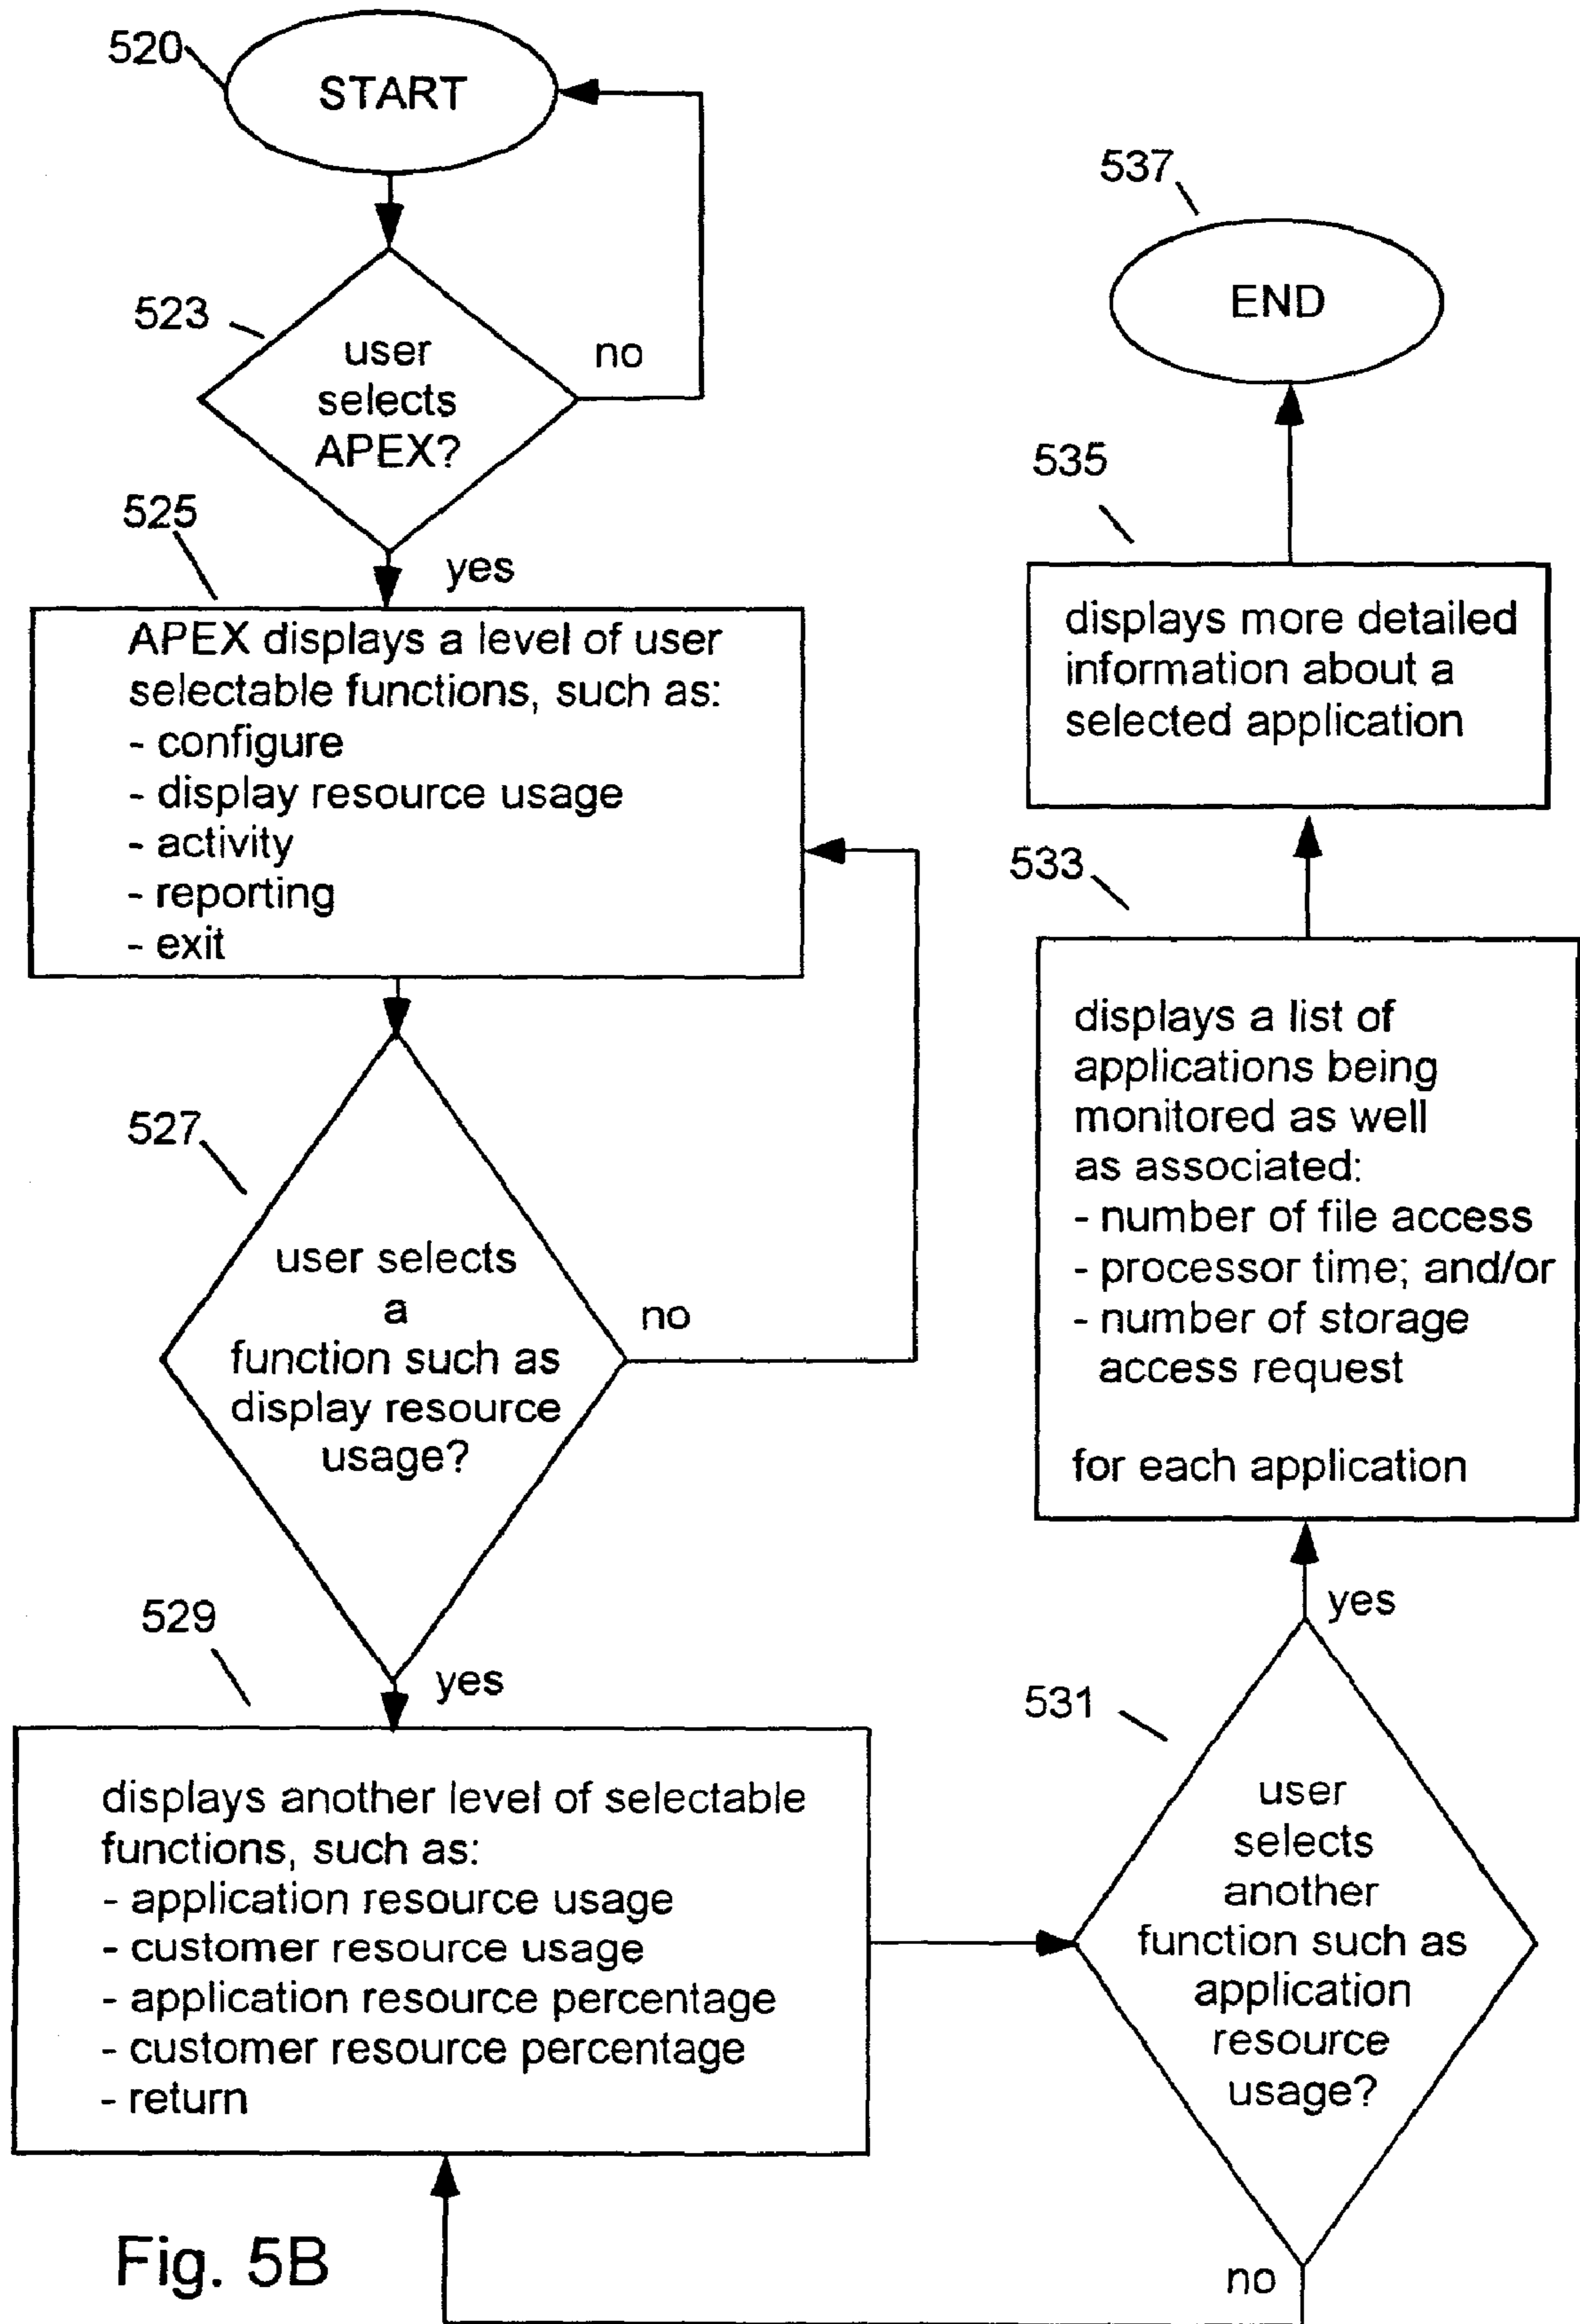 520
START
523
user
selects
APEX?
no
yes
525
APEX displays a level of user
selectable functions, such as:
- configure
- display resource usage
- activity
- reporting
- exit
527
user selects
a
function such as
display resource
usage?
no
yes
529
displays another level of selectable
functions, such as:
- application resource usage
- customer resource usage
- application resource percentage
- customer resource percentage
- return
531
user
selects
another
function such as
application
resource
usage?
yes
no
533
displays a list of
applications being
monitored as well
as associated:
- number of file access
- processor time; and/or
- number of storage
access request
for each application
535
displays more detailed
information about a
selected application
537
END
Fig. 5B